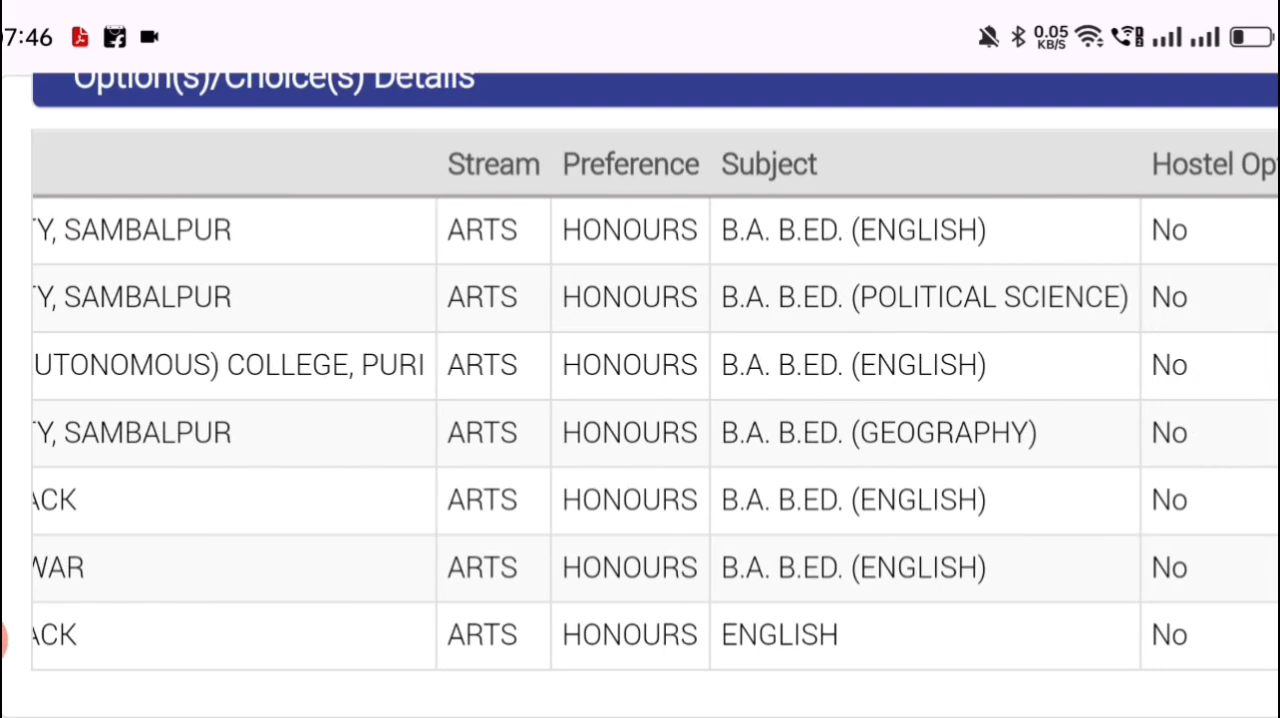 7:46 0.05 KB/S
Option(s)/Choice(s) Details
Stream Preference Subject Hostel Op
Y, SAMBALPUR ARTS HONOURS B.A. B.ED. (ENGLISH) No
Y, SAMBALPUR ARTS HONOURS B.A. B.ED. (POLITICAL SCIENCE) No
UTONOMOUS) COLLEGE, PURI ARTS HONOURS B.A. B.ED. (ENGLISH) No
Y, SAMBALPUR ARTS HONOURS B.A. B.ED. (GEOGRAPHY) No
ACK ARTS HONOURS B.A. B.ED. (ENGLISH) No
WAR ARTS HONOURS B.A. B.ED. (ENGLISH) No
ACK ARTS HONOURS ENGLISH No